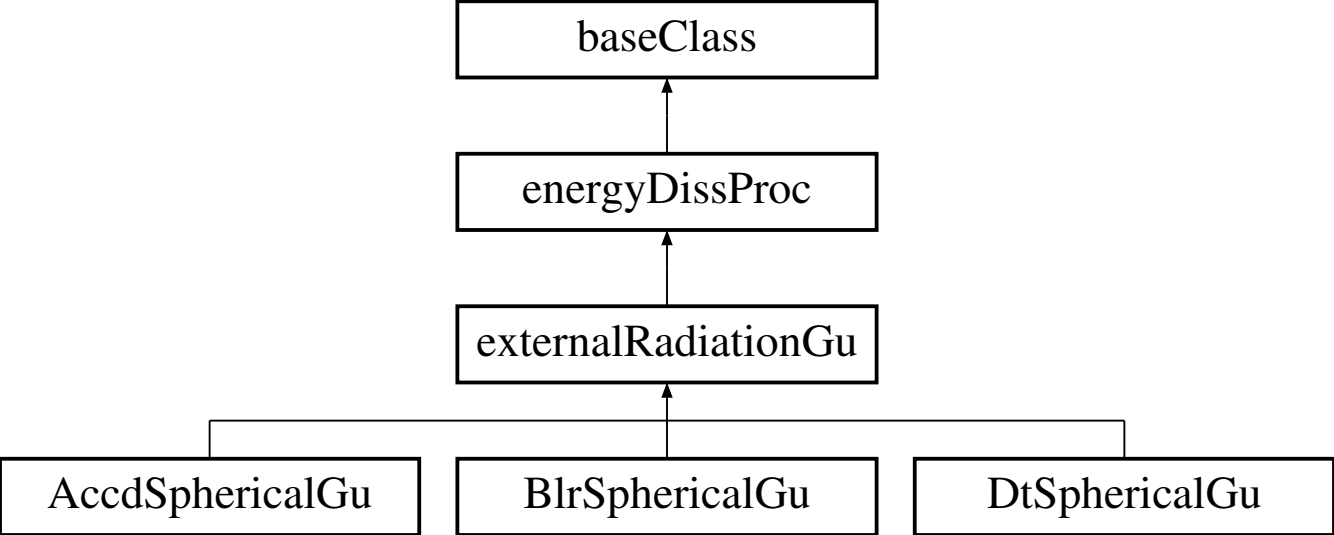 baseClass
energyDissProc
externalRadiationGu
AccdSphericalGu
BlrSphericalGu
DtSphericalGu